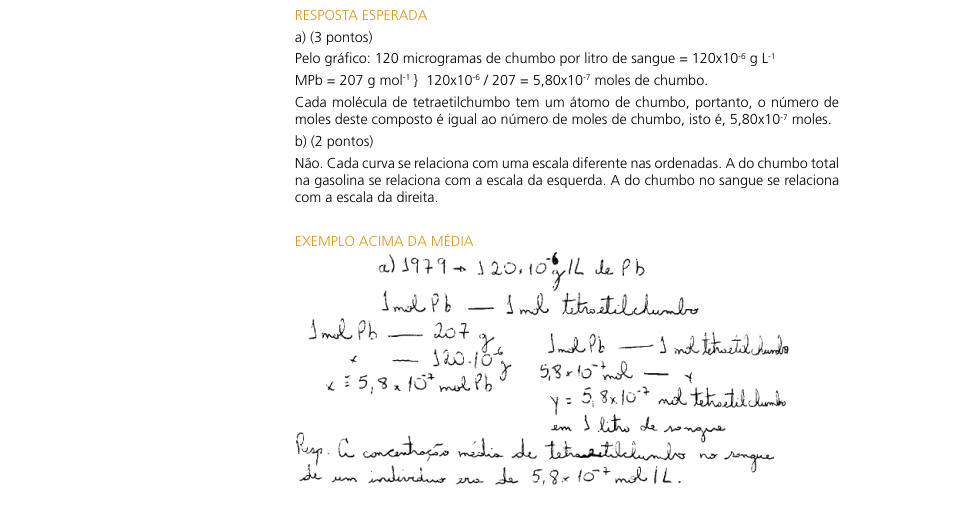 RESPOSTA ESPERADA
a) (3 pontos)
Pelo gráfico: 120 microgramas de chumbo por litro de sangue = 120x10⁻⁶ g L⁻¹
MPb = 207 g mol⁻¹ } 120x10⁻⁶ / 207 = 5,80x10⁻⁷ moles de chumbo.
Cada molécula de tetraetilchumbo tem um átomo de chumbo, portanto, o número de
moles deste composto é igual ao número de moles de chumbo, isto é, 5,80x10⁻⁷ moles.
b) (2 pontos)
Não. Cada curva se relaciona com uma escala diferente nas ordenadas. A do chumbo total
na gasolina se relaciona com a escala da esquerda. A do chumbo no sangue se relaciona
com a escala da direita.
EXEMPLO ACIMA DA MÉDIA
a) 1979 → 120.10⁻⁶ g/L de Pb
1 mol Pb — 1 mol tetraetilchumbo
1 mol Pb — 207 g
x — 120.10⁻⁶ g
x = 5,8 x 10⁻⁷ mol Pb
1 mol Pb — 1 mol tetraetilchumbo
5,8 x 10⁻⁷ mol — y
y = 5,8 x 10⁻⁷ mol tetraetilchumbo
em 1 litro de sangue
Resp. A concentração média de tetraetilchumbo no sangue
de um indivíduo era de 5,8 x 10⁻⁷ mol/L.